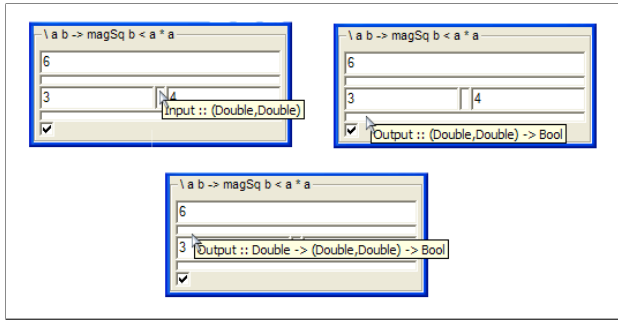 \ a b -> magSq b < a * a
6
3 4
Input :: (Double,Double)
\ a b -> magSq b < a * a
6
3 4
Output :: (Double,Double) -> Bool
\ a b -> magSq b < a * a
6
3
Output :: Double -> (Double,Double) -> Bool